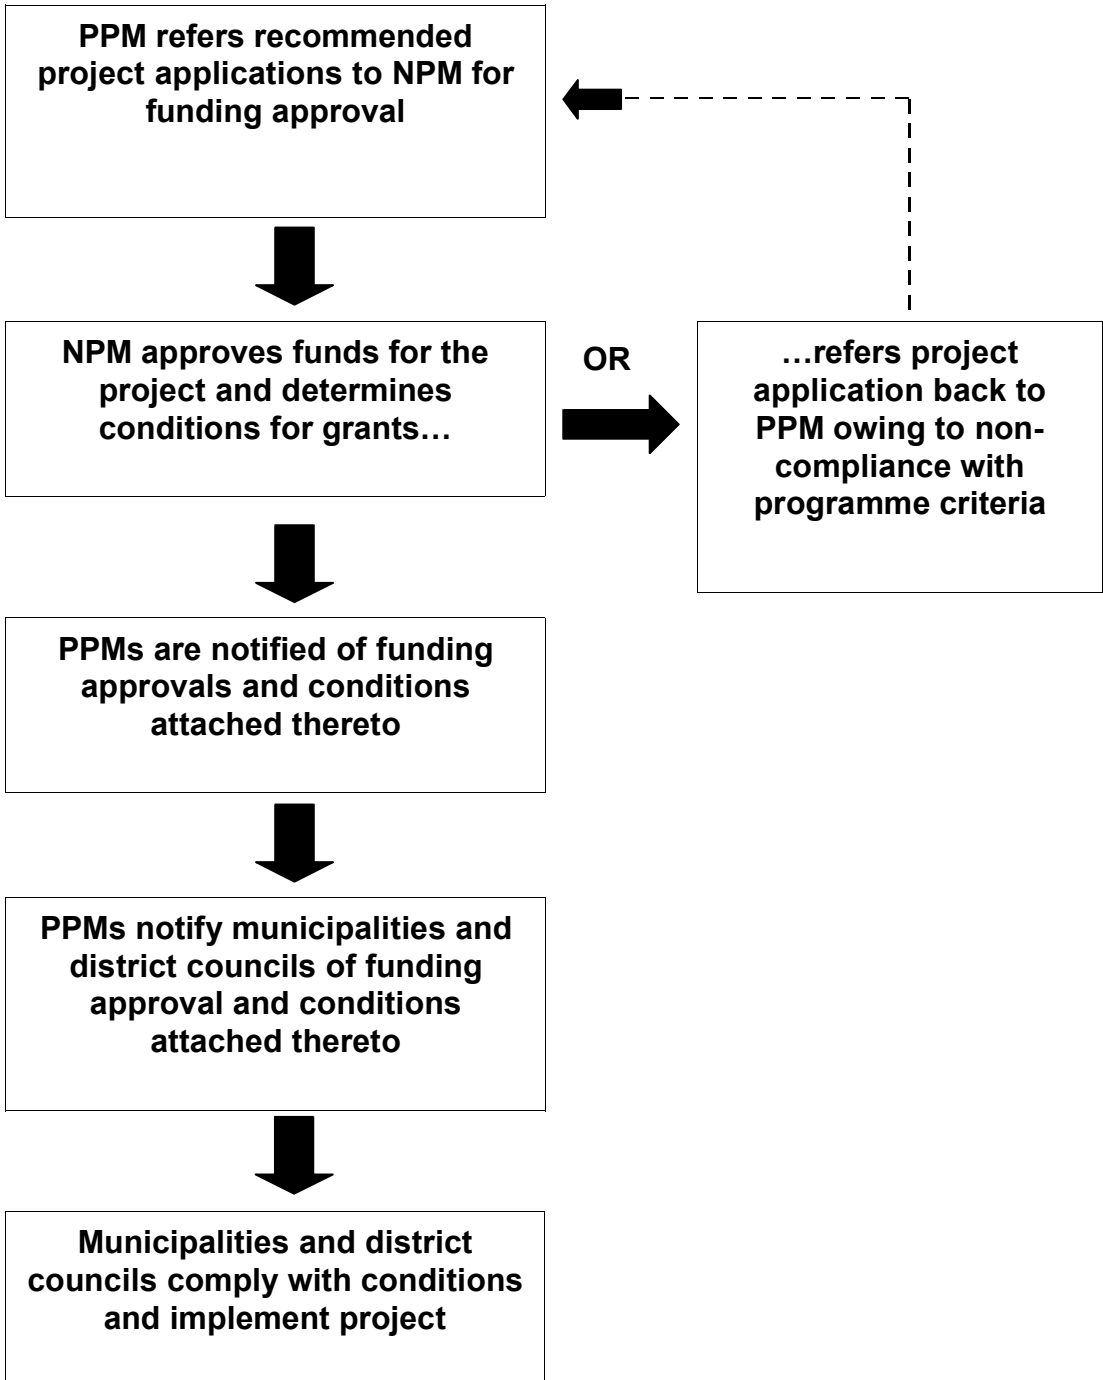 PPM refers recommended
project applications to NPM for
funding approval
NPM approves funds for the
project and determines
conditions for grants…
OR
…refers project
application back to
PPM owing to non-
compliance with
programme criteria
PPMs are notified of funding
approvals and conditions
attached thereto
PPMs notify municipalities and
district councils of funding
approval and conditions
attached thereto
Municipalities and district
councils comply with conditions
and implement project